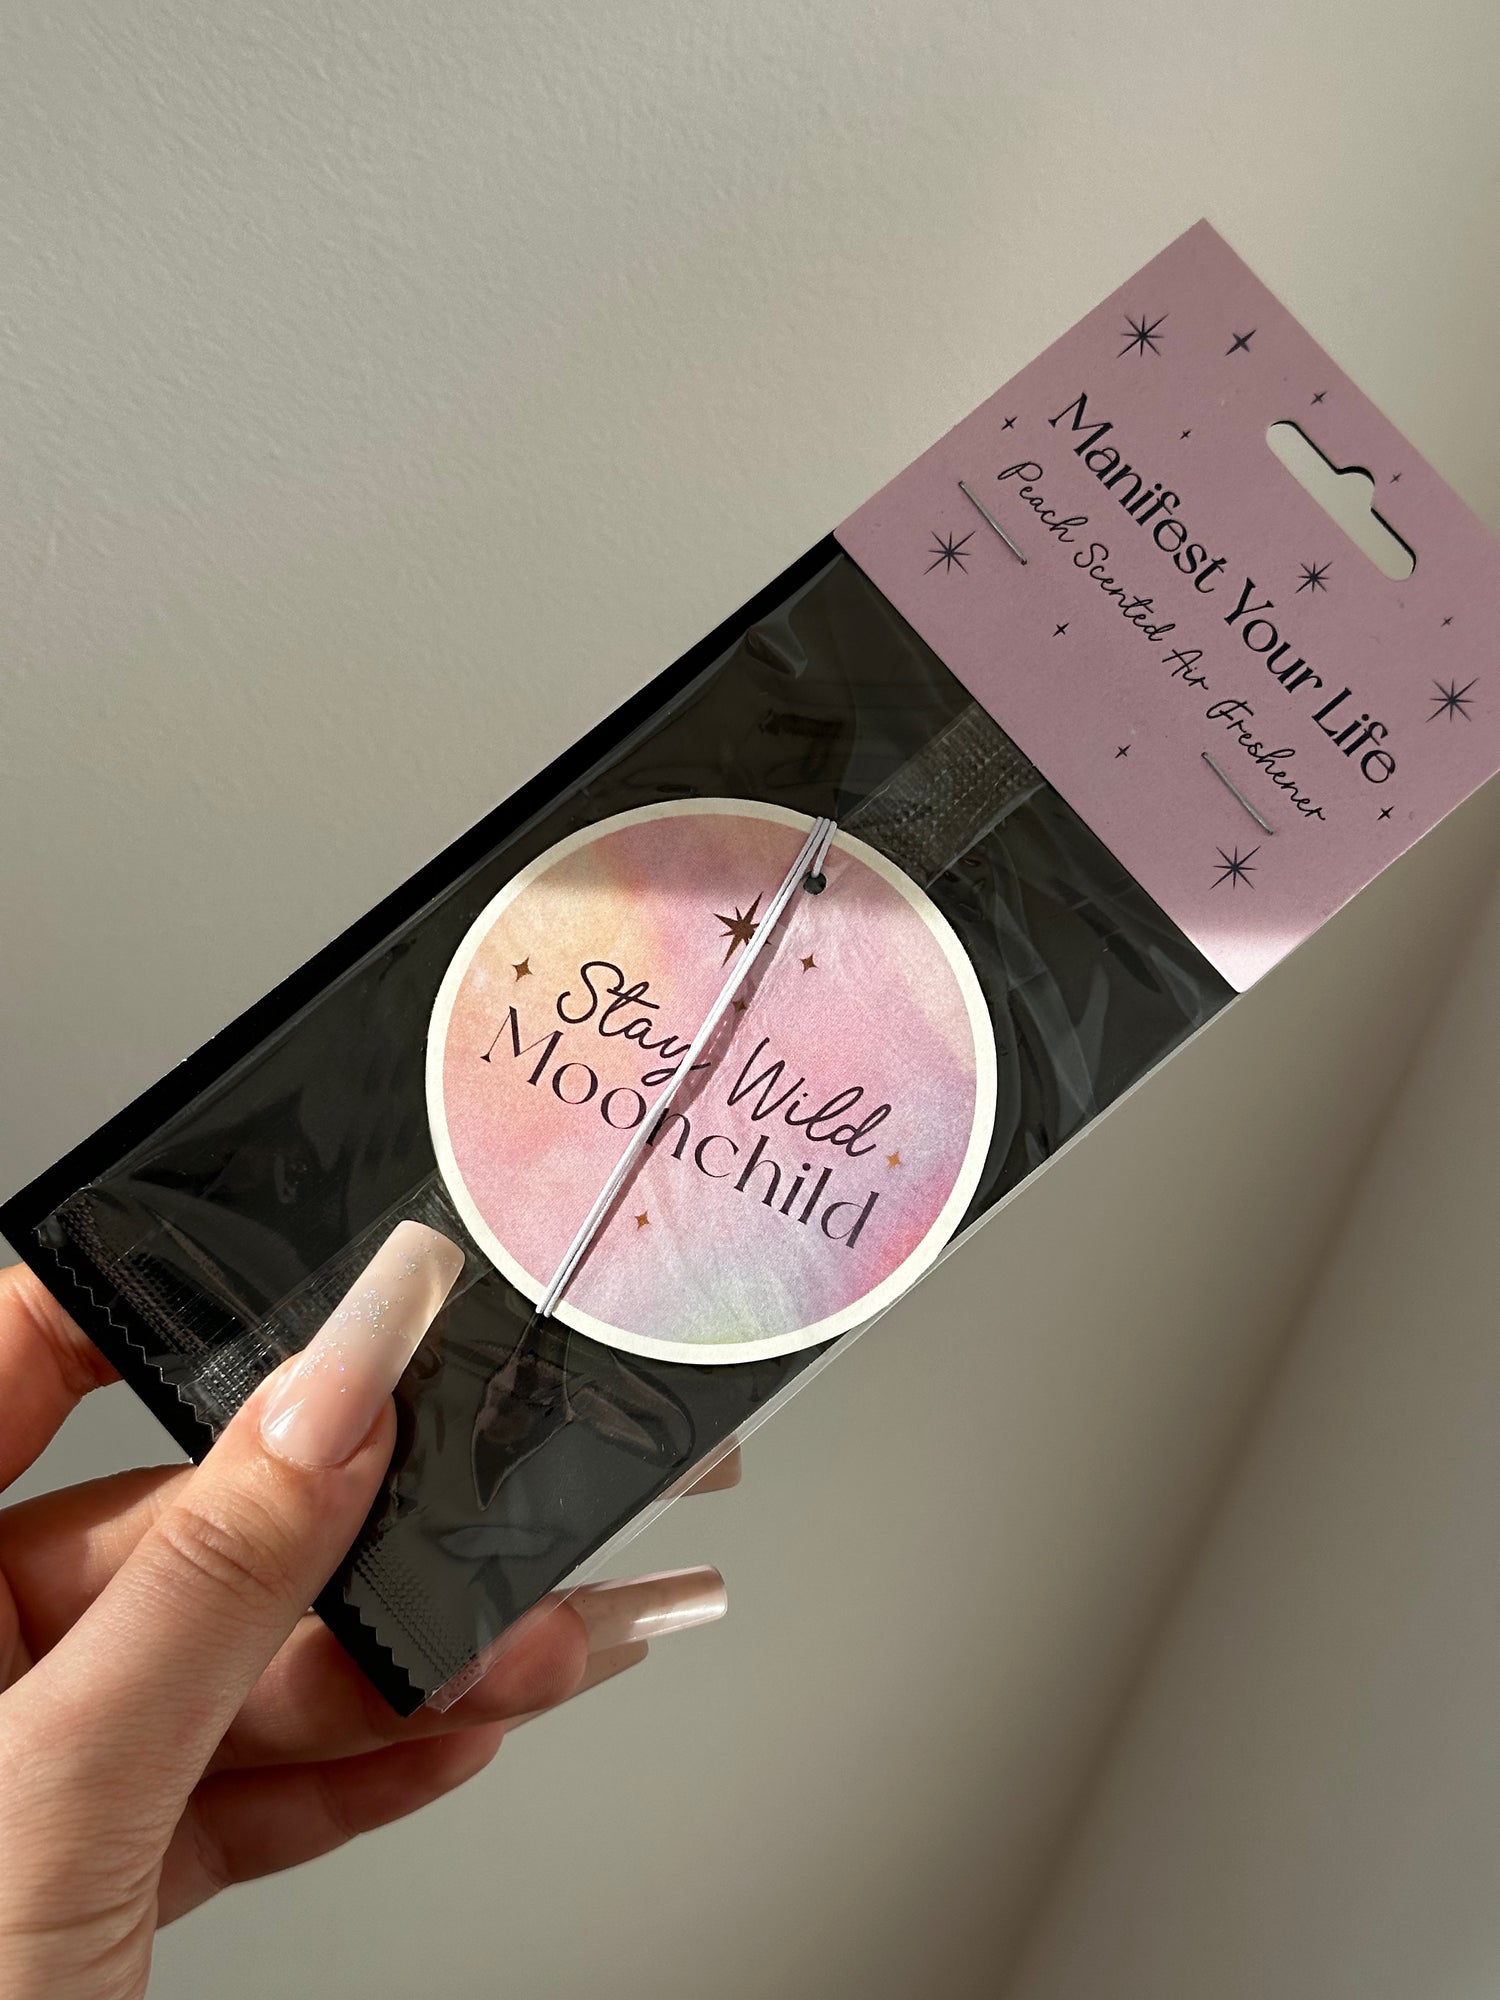 Manifest Your Life
Peach Scented Air Freshener
Stay Wild
Moonchild